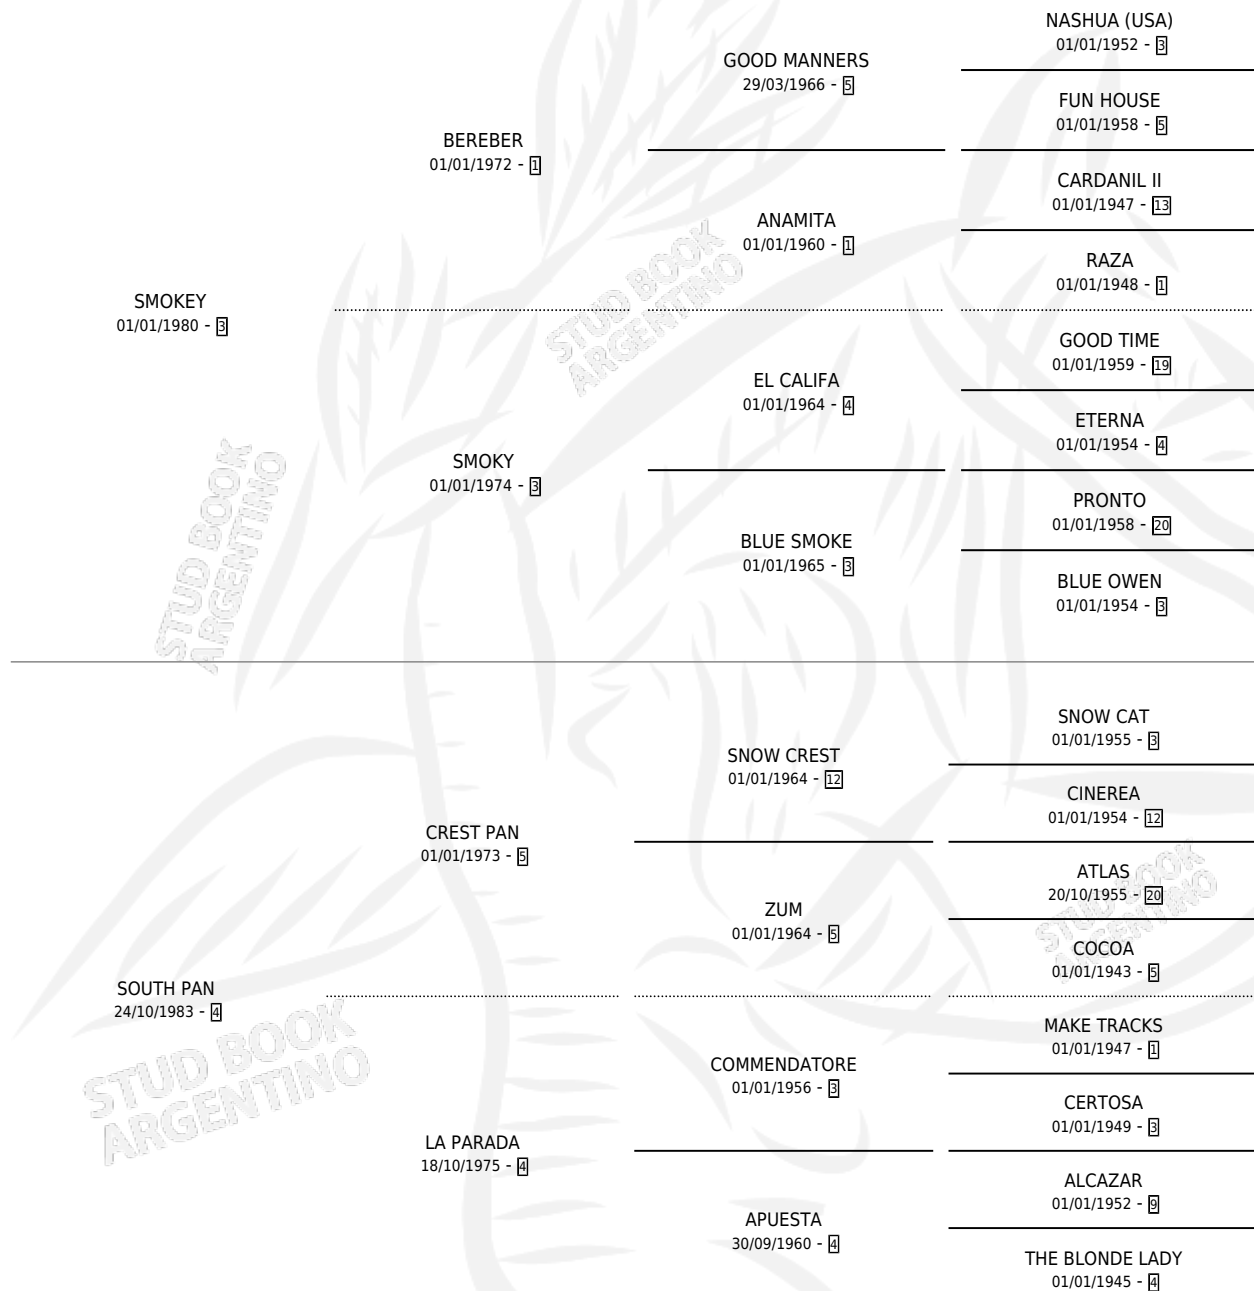 NASHUA (USA)
01/01/1952 - 3
GOOD MANNERS
29/03/1966 - 5
FUN HOUSE
01/01/1958 - 5
BEREBER
01/01/1972 - 1
CARDANIL II
01/01/1947 - 13
ANAMITA
01/01/1960 - 1
RAZA
01/01/1948 - 1
SMOKEY
01/01/1980 - 3
GOOD TIME
01/01/1959 - 19
EL CALIFA
01/01/1964 - 4
ETERNA
01/01/1954 - 4
SMOKY
01/01/1974 - 3
PRONTO
01/01/1958 - 20
BLUE SMOKE
01/01/1965 - 3
BLUE OWEN
01/01/1954 - 3
STUD BOOK
ARGENTINO
STUD BOOK
ARGENTINO
SNOW CAT
01/01/1955 - 3
SNOW CREST
01/01/1964 - 12
CINEREA
01/01/1954 - 12
CREST PAN
01/01/1973 - 5
ATLAS
20/10/1955 - 20
ZUM
01/01/1964 - 5
COCOA
01/01/1943 - 5
STUD BOOK
ARGENTINO
SOUTH PAN
24/10/1983 - 4
MAKE TRACKS
01/01/1947 - 1
COMMENDATORE
01/01/1956 - 3
CERTOSA
01/01/1949 - 3
LA PARADA
18/10/1975 - 4
ALCAZAR
01/01/1952 - 9
APUESTA
30/09/1960 - 4
THE BLONDE LADY
01/01/1945 - 4
STUD BOOK
ARGENTINO